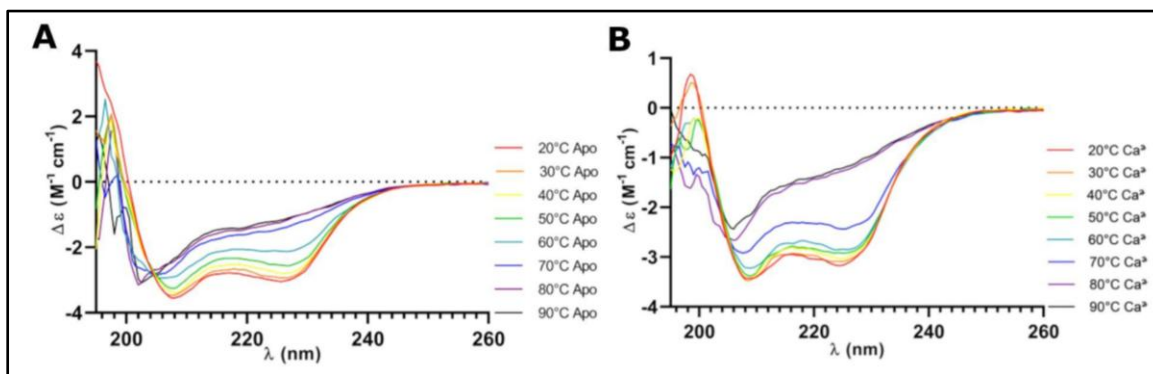 A
4
2
0
-2
-4
Δ ε (M⁻¹ cm⁻¹)
200 220 240 260
λ (nm)
20°C Apo
30°C Apo
40°C Apo
50°C Apo
60°C Apo
70°C Apo
80°C Apo
90°C Apo
B
1
0
-1
-2
-3
-4
Δ ε (M⁻¹ cm⁻¹)
200 220 240 260
λ (nm)
20°C Ca
30°C Ca
40°C Ca
50°C Ca
60°C Ca
70°C Ca
80°C Ca
90°C Ca